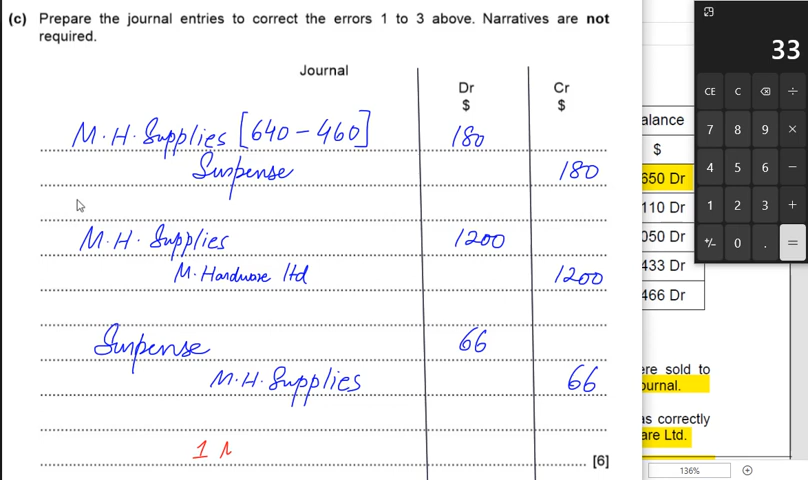 (c) Prepare the journal entries to correct the errors 1 to 3 above. Narratives are not
required.
Journal
Dr
$
Cr
$
M.H.Supplies [640 - 460] 180
Suspense 180
M.H. Supplies 1200
M. Hardware ltd 1200
Suspense 66
M.H.Supplies 66
1
[6]
33
CE C ÷
7 8 9 ×
4 5 6 −
1 2 3 +
+/− 0 . =
alance
$
650 Dr
110 Dr
050 Dr
433 Dr
466 Dr
ere sold to
ournal.
as correctly
are Ltd.
136%